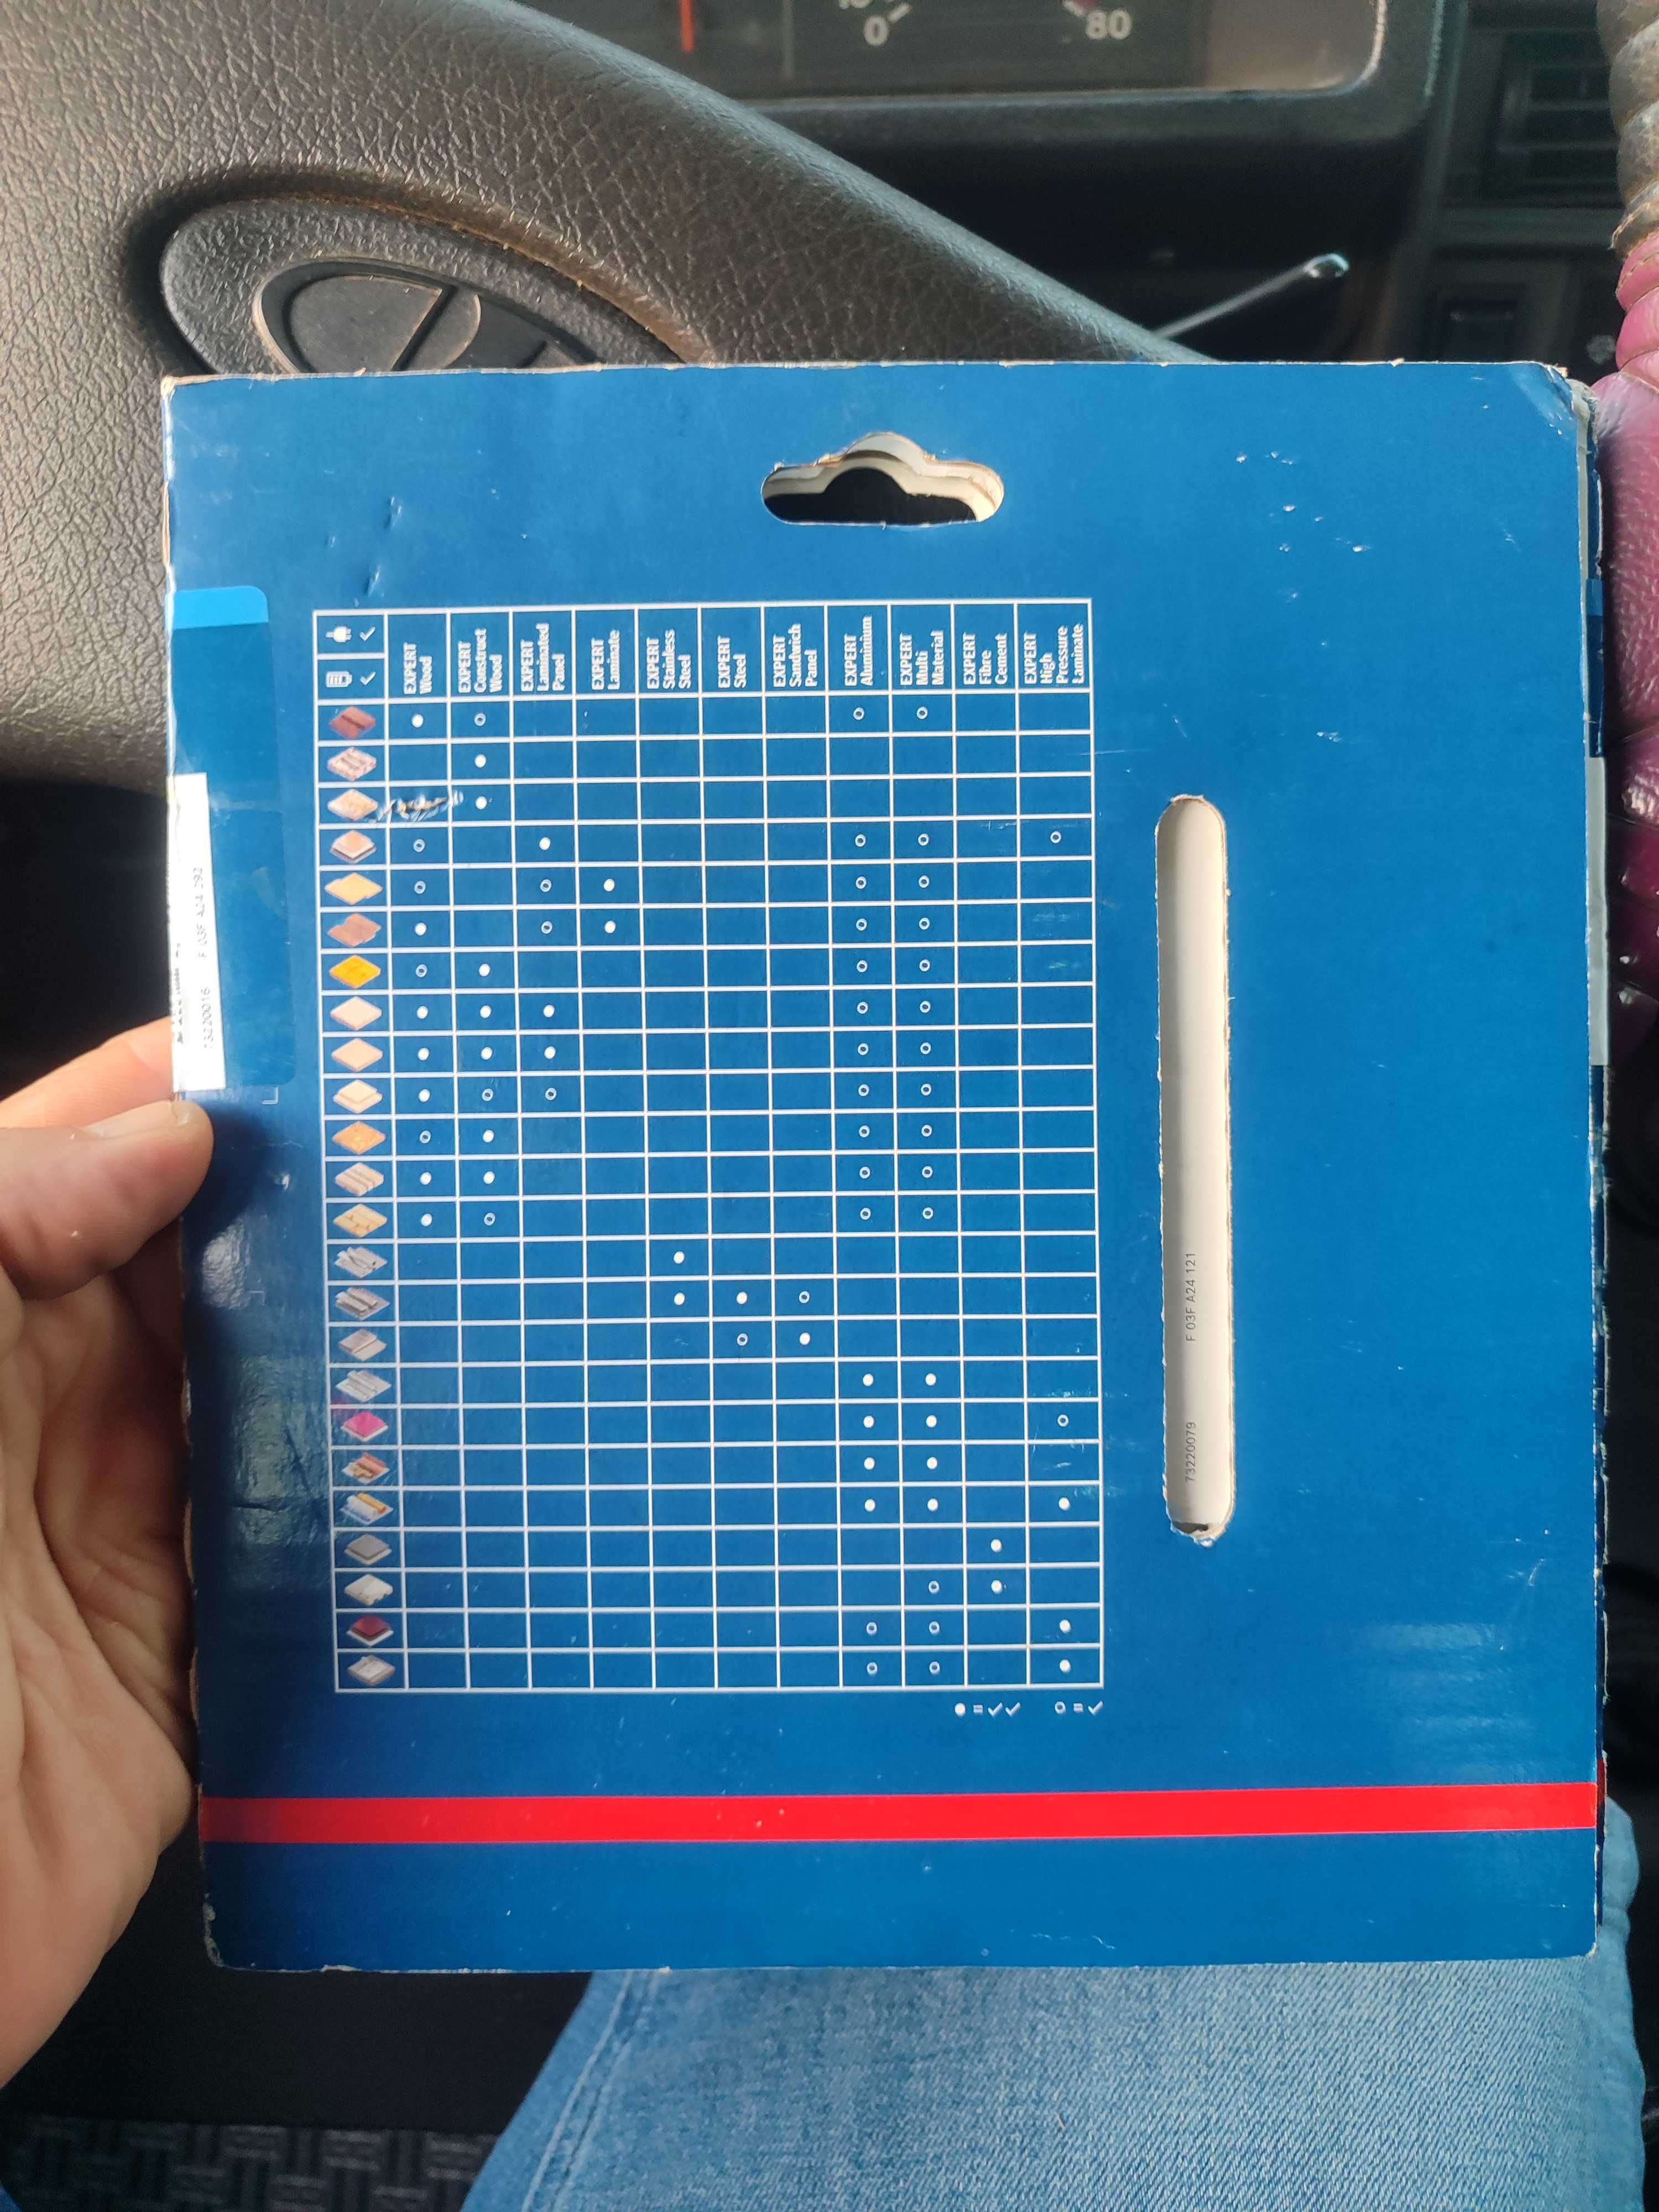 0
80
EXPERT
Wood
EXPERT
Construct
Wood
EXPERT
Laminated
Panel
EXPERT
Laminate
EXPERT
Stainless
Steel
EXPERT
Steel
EXPERT
Sandwich
Panel
EXPERT
Aluminium
EXPERT
Multi
Material
EXPERT
Fibre
Cement
EXPERT
High
Pressure
Laminate
73220016 F 03F A24 292
73220079 F 03F A24 121